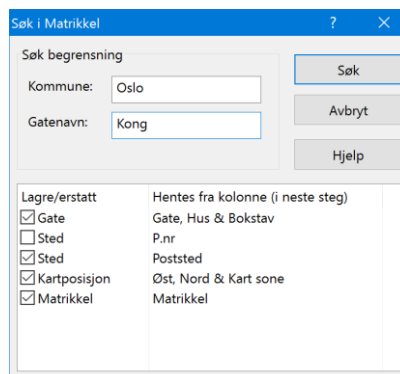 Søk i Matrikkel ? ×
Søk begrensning
Kommune: Oslo
Gatenavn: Kong
Søk
Avbryt
Hjelp
Lagre/erstatt Hentes fra kolonne (i neste steg)
Gate Gate, Hus & Bokstav
Sted P.nr
Sted Poststed
Kartposisjon Øst, Nord & Kart sone
Matrikkel Matrikkel